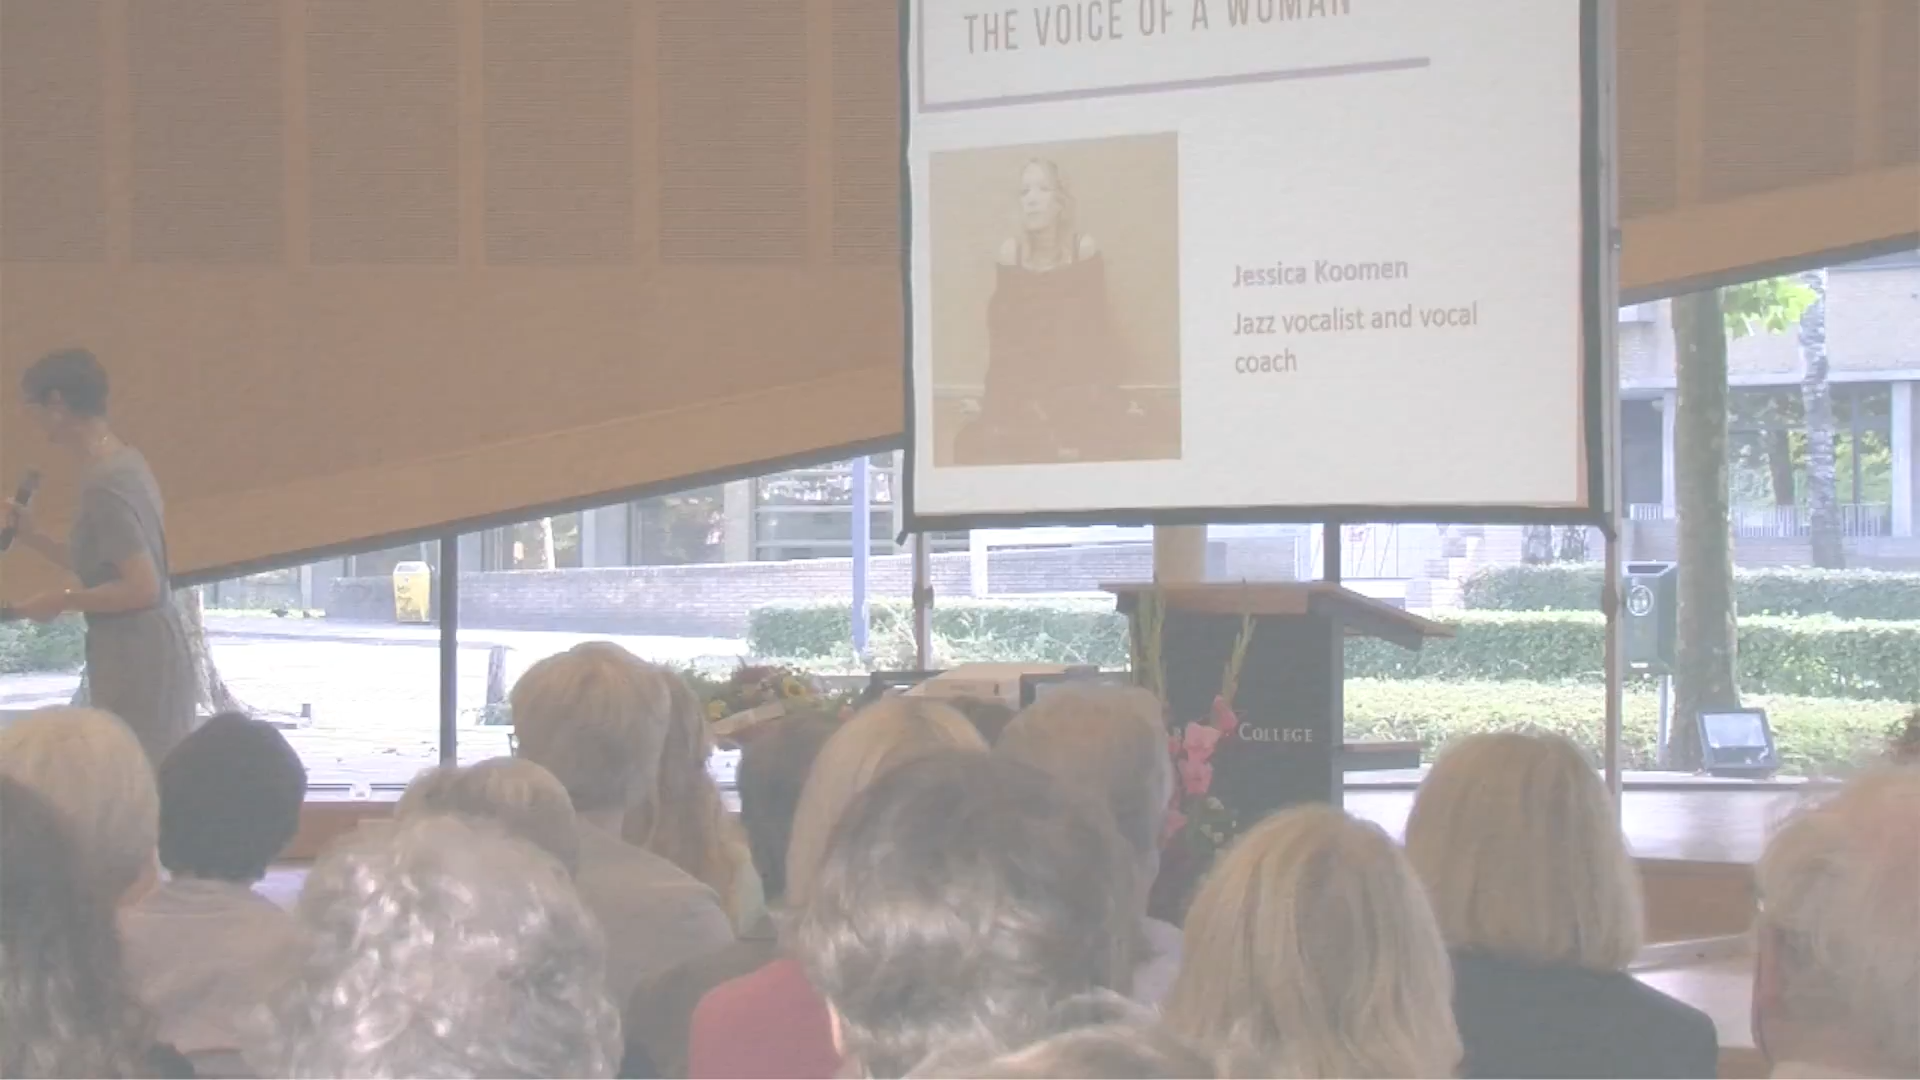 THE VOICE OF A WOMAN
Jessica Koomen
Jazz vocalist and vocal
coach
COLLEGE